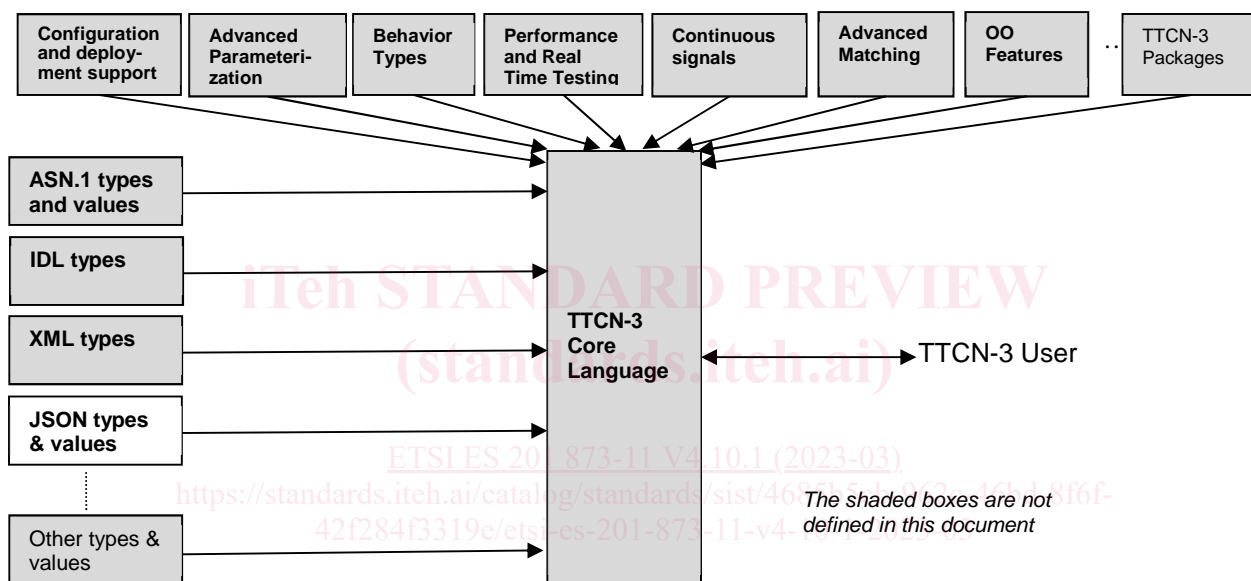 Configuration
and deploy-
ment support
Advanced
Parameteri-
zation
Behavior
Types
Performance
and Real
Time Testing
Continuous
signals
Advanced
Matching
OO
Features
..
TTCN-3
Packages
ASN.1 types
and values
IDL types
XML types
JSON types
& values
Other types &
values
TTCN-3
Core
Language
TTCN-3 User
The shaded boxes are not
defined in this document
iTeh STANDARD PREVIEW
(standards.iteh.ai)
ETSI ES 201 873-11 V4.10.1 (2023-03)
https://standards.iteh.ai/catalog/standards/sist/
8f6f-
42f284f3319e/etsi-es-201-873-11-v4-10-1-2023-03